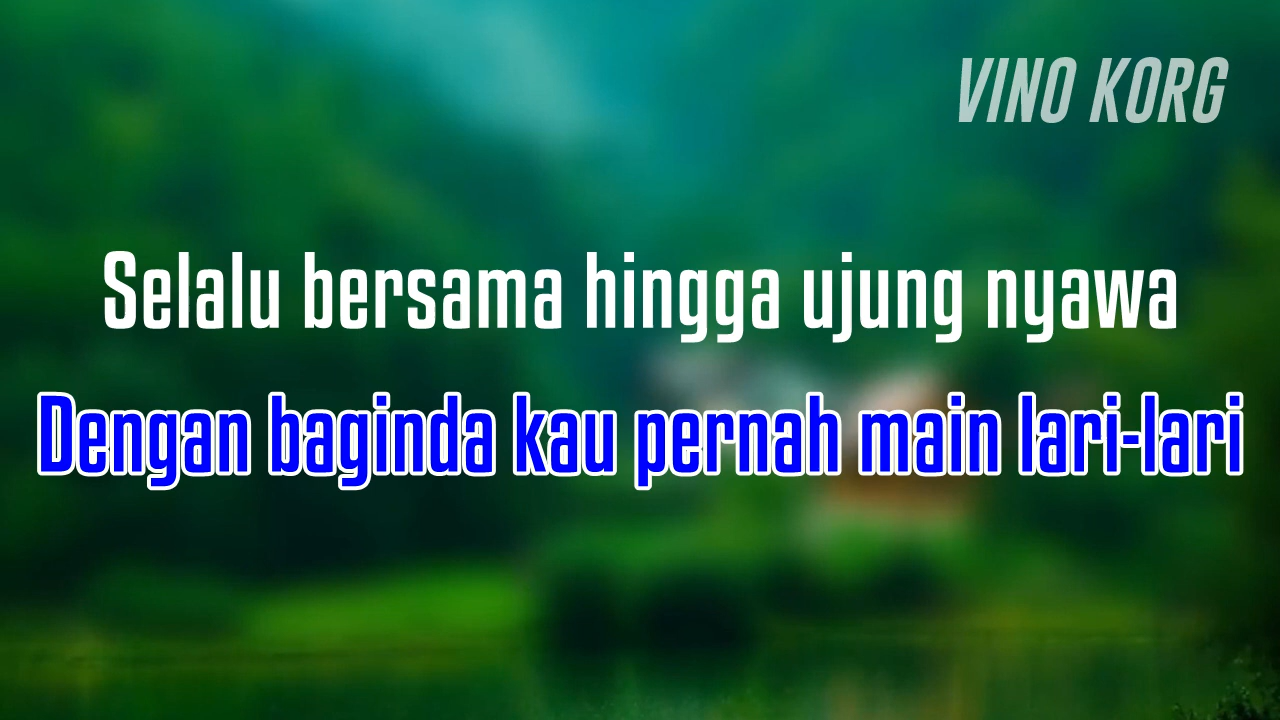 VINO KORG
Selalu bersama hingga ujung nyawa
Dengan baginda kau pernah main lari-lari